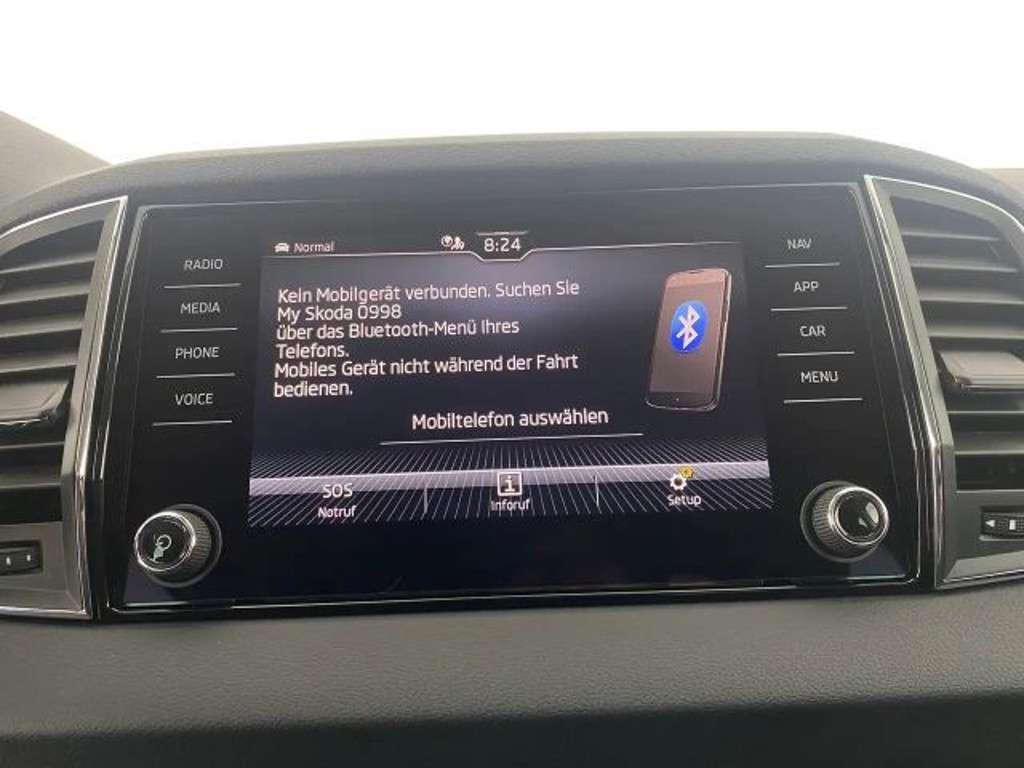 Normal
8:24
RADIO
MEDIA
PHONE
VOICE
Kein Mobilgerät verbunden. Suchen Sie
My Skoda 0998
über das Bluetooth-Menü Ihres
Telefons.
Mobiles Gerät nicht während der Fahrt
bedienen.
Mobiltelefon auswählen
SOS
Notruf
Inforuf
Setup
NAV
APP
CAR
MENU